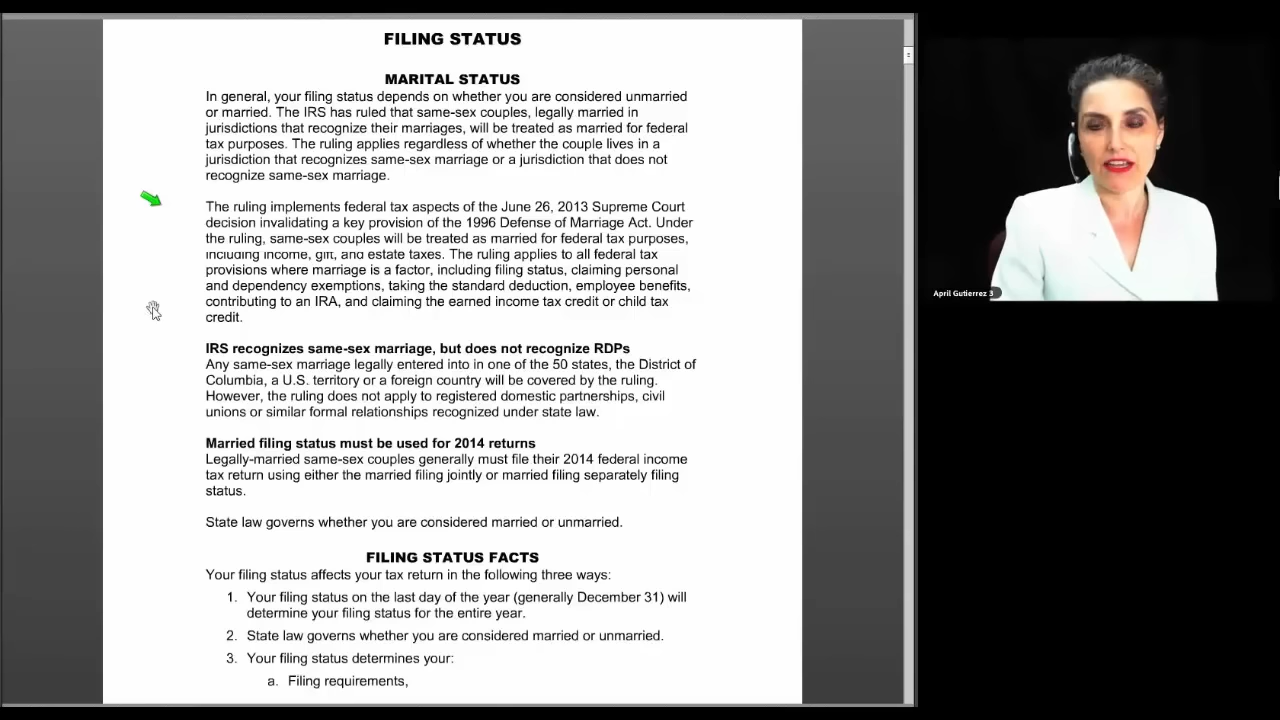 FILING STATUS
MARITAL STATUS
In general, your filing status depends on whether you are considered unmarried
or married. The IRS has ruled that same-sex couples, legally married in
jurisdictions that recognize their marriages, will be treated as married for federal
tax purposes. The ruling applies regardless of whether the couple lives in a
jurisdiction that recognizes same-sex marriage or a jurisdiction that does not
recognize same-sex marriage.
The ruling implements federal tax aspects of the June 26, 2013 Supreme Court
decision invalidating a key provision of the 1996 Defense of Marriage Act. Under
the ruling, same-sex couples will be treated as married for federal tax purposes,
including income, gift, and estate taxes. The ruling applies to all federal tax
provisions where marriage is a factor, including filing status, claiming personal
and dependency exemptions, taking the standard deduction, employee benefits,
contributing to an IRA, and claiming the earned income tax credit or child tax
credit.
IRS recognizes same-sex marriage, but does not recognize RDPs
Any same-sex marriage legally entered into in one of the 50 states, the District of
Columbia, a U.S. territory or a foreign country will be covered by the ruling.
However, the ruling does not apply to registered domestic partnerships, civil
unions or similar formal relationships recognized under state law.
Married filing status must be used for 2014 returns
Legally-married same-sex couples generally must file their 2014 federal income
tax return using either the married filing jointly or married filing separately filing
status.
State law governs whether you are considered married or unmarried.
FILING STATUS FACTS
Your filing status affects your tax return in the following three ways:
1. Your filing status on the last day of the year (generally December 31) will
determine your filing status for the entire year.
2. State law governs whether you are considered married or unmarried.
3. Your filing status determines your:
a. Filing requirements,
April Gutierrez 3